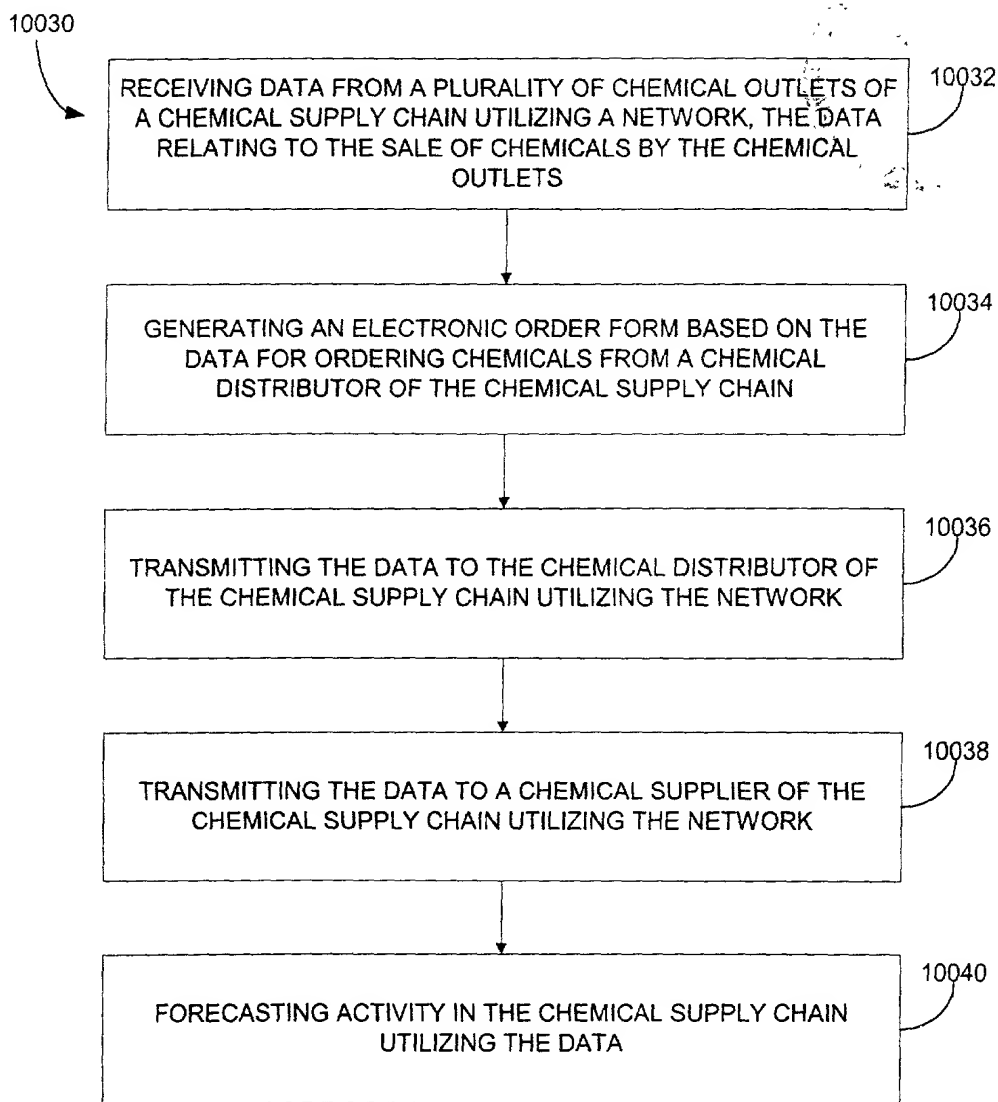 10030
RECEIVING DATA FROM A PLURALITY OF CHEMICAL OUTLETS OF
A CHEMICAL SUPPLY CHAIN UTILIZING A NETWORK, THE DATA
RELATING TO THE SALE OF CHEMICALS BY THE CHEMICAL
OUTLETS
10032
GENERATING AN ELECTRONIC ORDER FORM BASED ON THE
DATA FOR ORDERING CHEMICALS FROM A CHEMICAL
DISTRIBUTOR OF THE CHEMICAL SUPPLY CHAIN
10034
TRANSMITTING THE DATA TO THE CHEMICAL DISTRIBUTOR OF
THE CHEMICAL SUPPLY CHAIN UTILIZING THE NETWORK
10036
TRANSMITTING THE DATA TO A CHEMICAL SUPPLIER OF THE
CHEMICAL SUPPLY CHAIN UTILIZING THE NETWORK
10038
FORECASTING ACTIVITY IN THE CHEMICAL SUPPLY CHAIN
UTILIZING THE DATA
10040